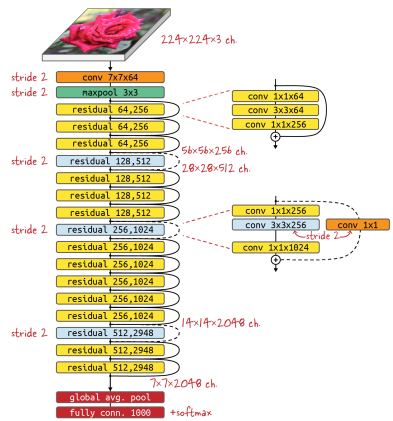 224×224×3 ch.
stride 2 conv 7x7x64
stride 2 maxpool 3x3
residual 64,256
residual 64,256
residual 64,256
56×56×256 ch.
stride 2 residual 128,512
28×28×512 ch.
residual 128,512
residual 128,512
residual 128,512
stride 2 residual 256,1024
residual 256,1024
residual 256,1024
residual 256,1024
residual 256,1024
residual 256,1024
14×14×2048 ch.
stride 2 residual 512,2948
residual 512,2948
residual 512,2948
7×7×2048 ch.
global avg. pool
fully conn. 1000 +softmax
conv 1x1x64
conv 3x3x64
conv 1x1x256
conv 1x1x256
conv 3x3x256 conv 1x1
stride 2
conv 1x1x1024